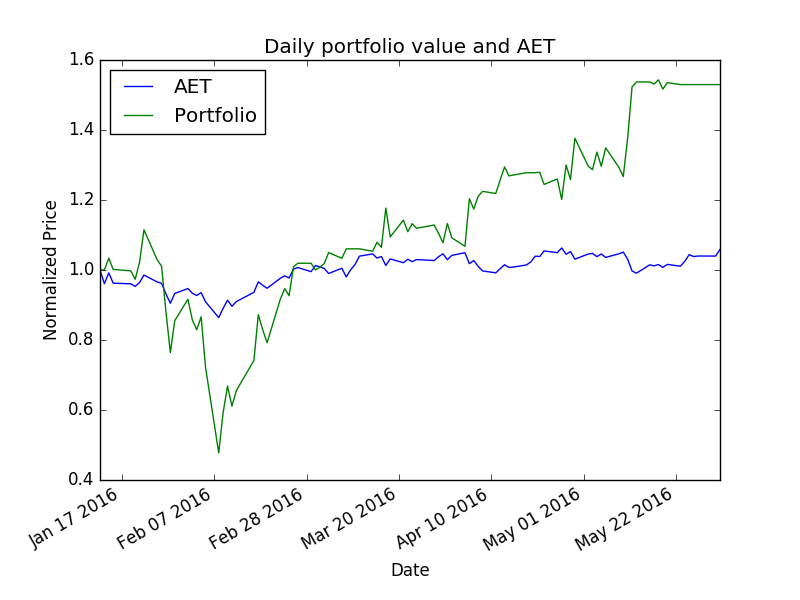 Daily portfolio value and AET
AET
Portfolio
Normalized Price
1.6
1.4
1.2
1.0
0.8
0.6
0.4
Jan 17 2016
Feb 07 2016
Feb 28 2016
Mar 20 2016
Apr 10 2016
May 01 2016
May 22 2016
Date